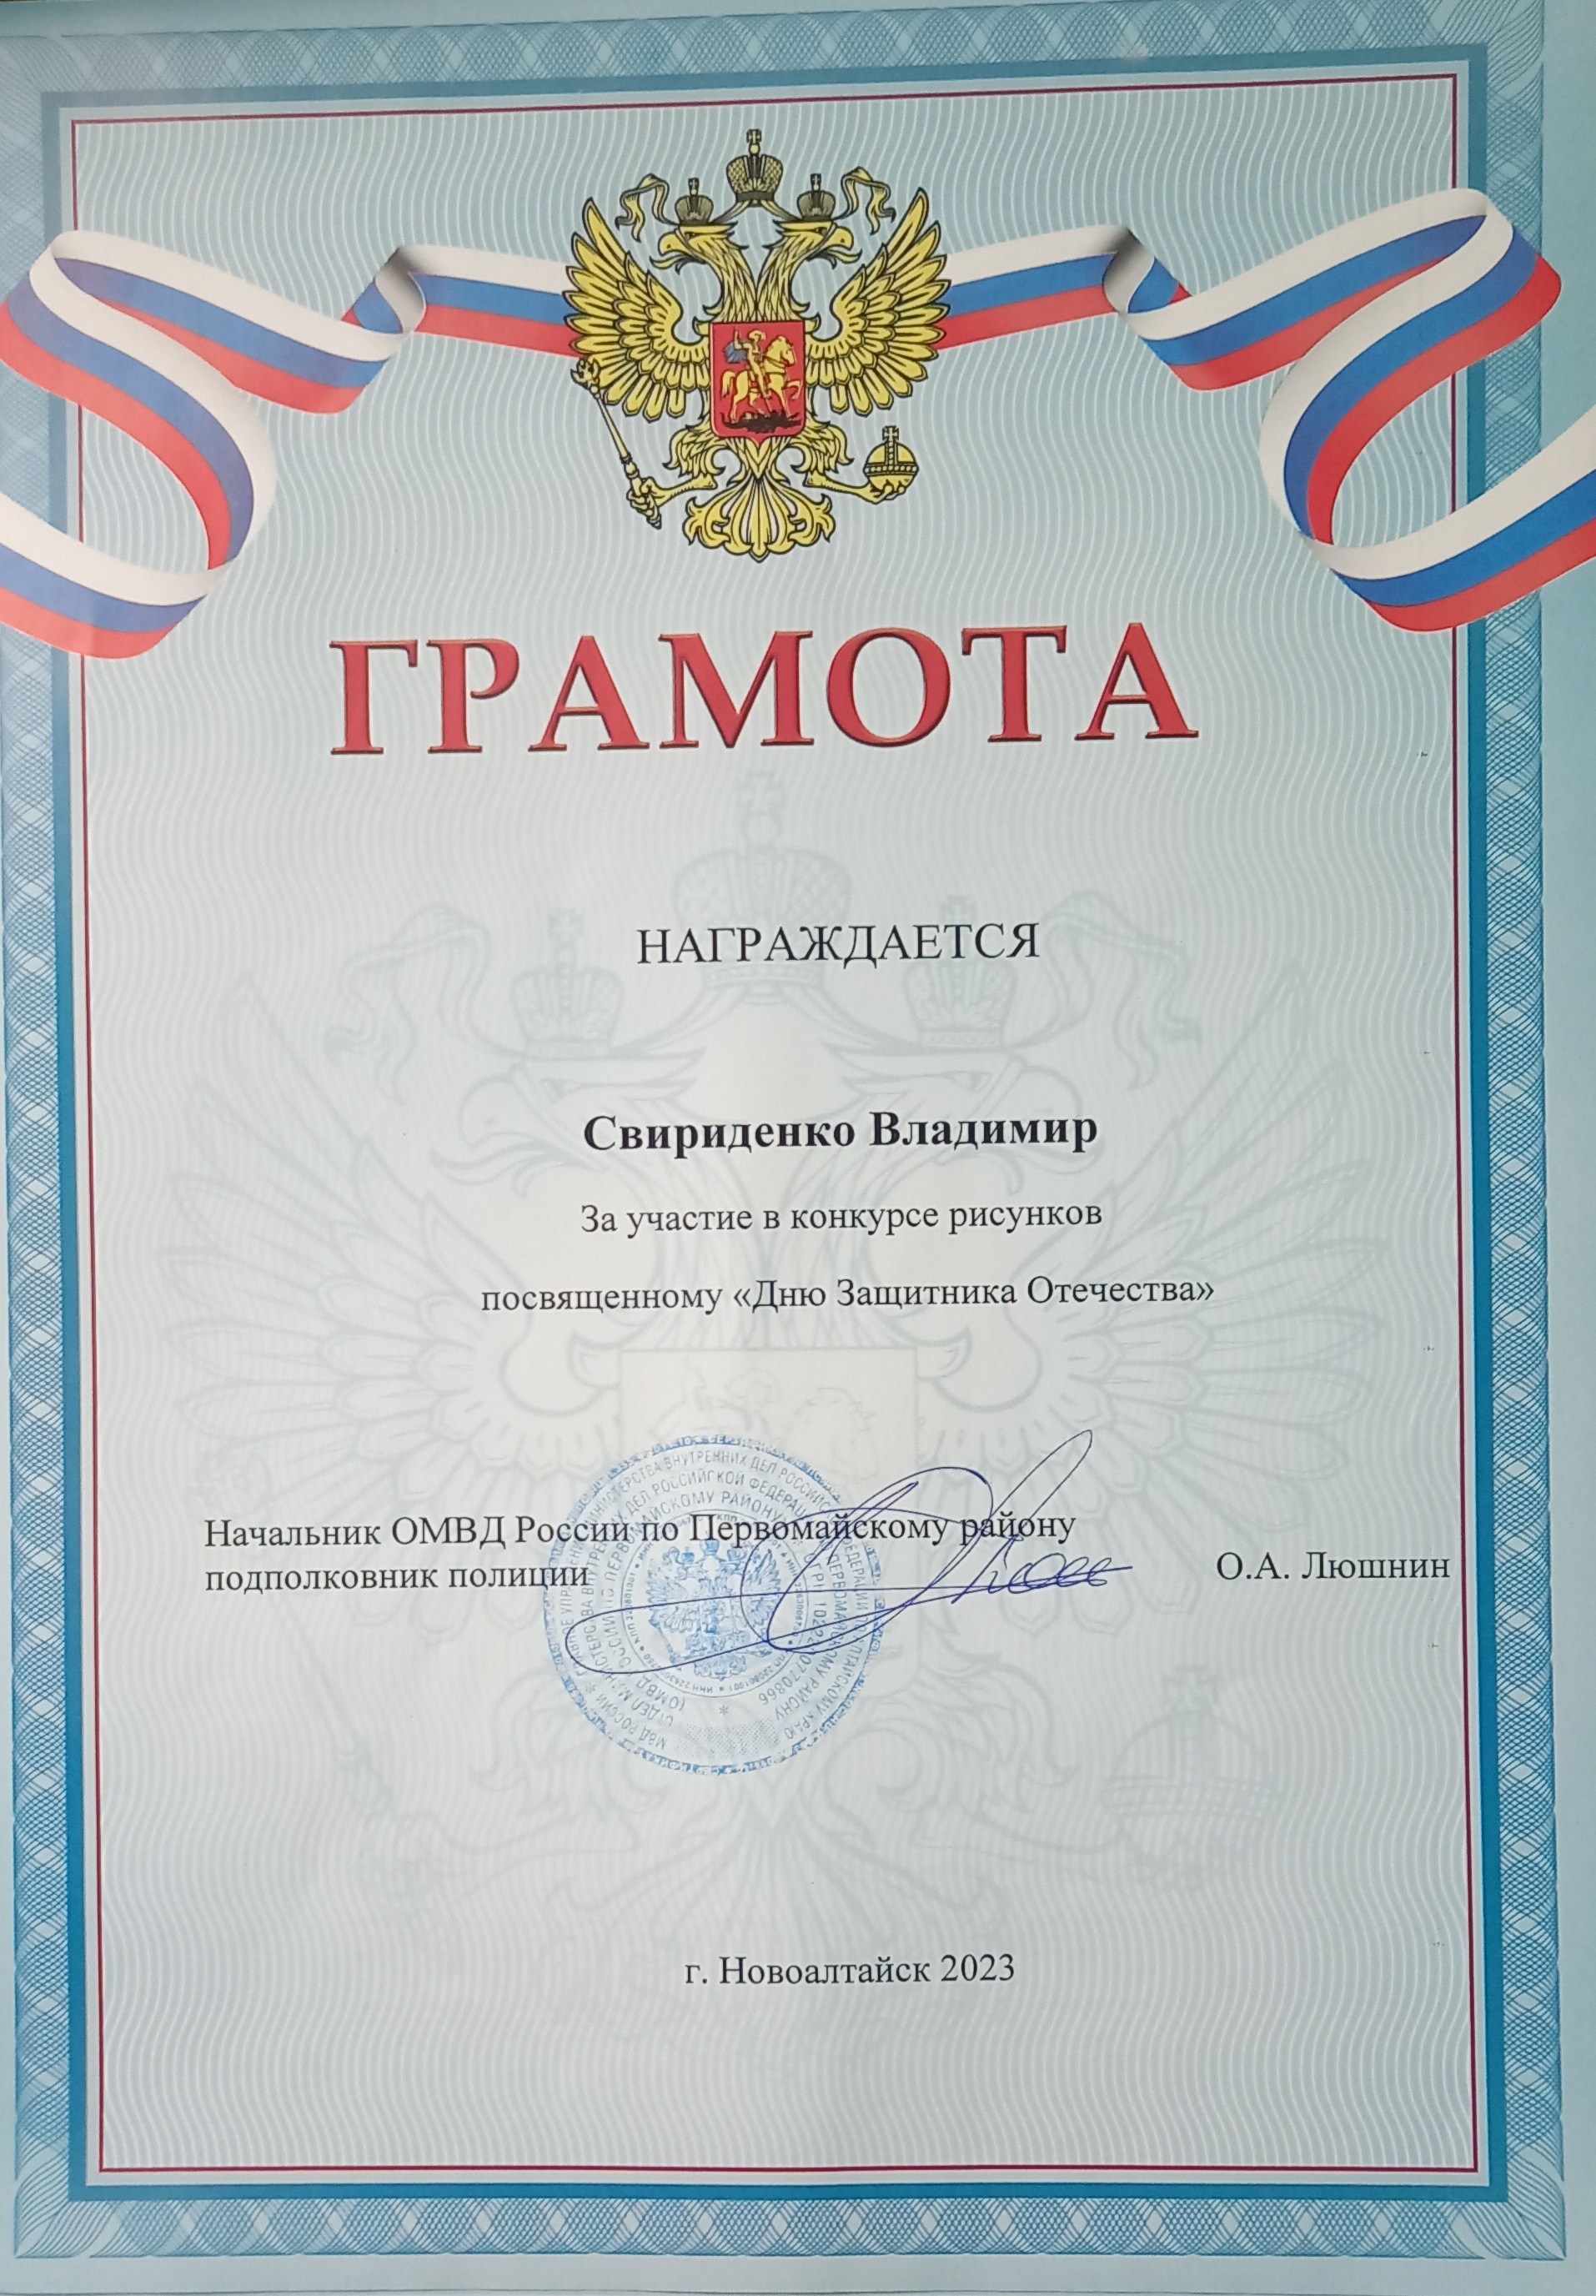 ГРАМОТА
НАГРАЖДАЕТСЯ
Свириденко Владимир
За участие в конкурсе рисунков
посвященному «Дню Защитника Отечества»
Начальник ОМВД России по Первомайскому району
подполковник полиции
О.А. Люшнин
г. Новоалтайск 2023